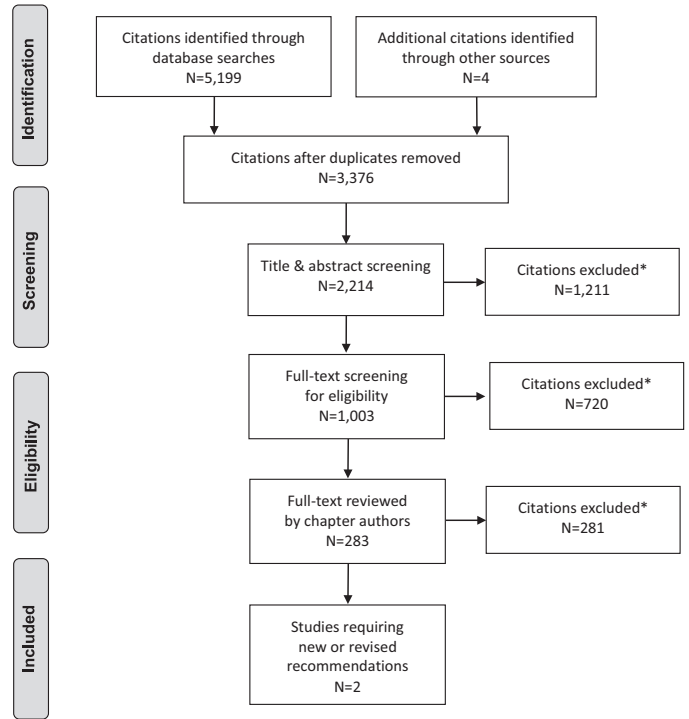 Identification
Citations identified through
database searches
N=5,199
Additional citations identified
through other sources
N=4
Citations after duplicates removed
N=3,376
Screening
Title & abstract screening
N=2,214
Citations excluded*
N=1,211
Eligibility
Full-text screening
for eligibility
N=1,003
Citations excluded*
N=720
Full-text reviewed
by chapter authors
N=283
Citations excluded*
N=281
Included
Studies requiring
new or revised
recommendations
N=2